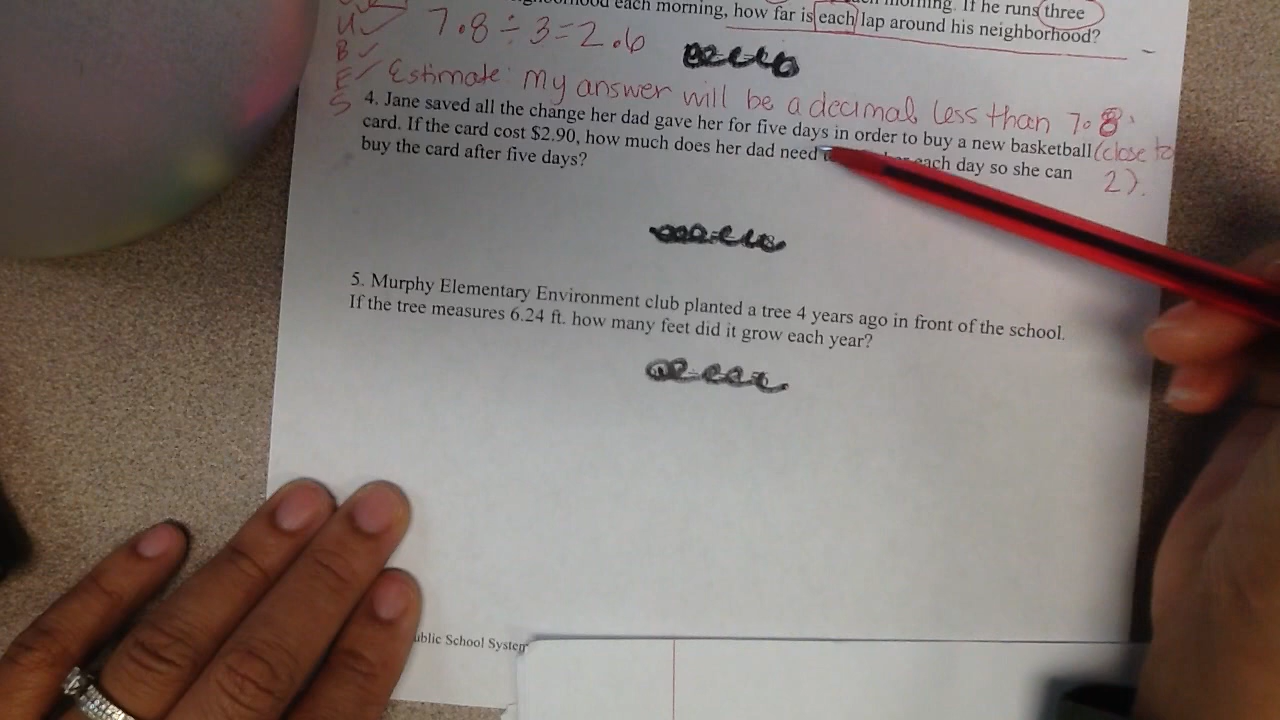 morning. If he runs three
each morning, how far is each lap around his neighborhood?
U
7.8 ÷ 3 = 2.6
B
E Estimate: My answer will be a decimal less than 7.8
S
(close to
2).
4. Jane saved all the change her dad gave her for five days in order to buy a new basketball
card. If the card cost $2.90, how much does her dad need each day so she can
buy the card after five days?
5. Murphy Elementary Environment club planted a tree 4 years ago in front of the school.
If the tree measures 6.24 ft. how many feet did it grow each year?
ublic School System